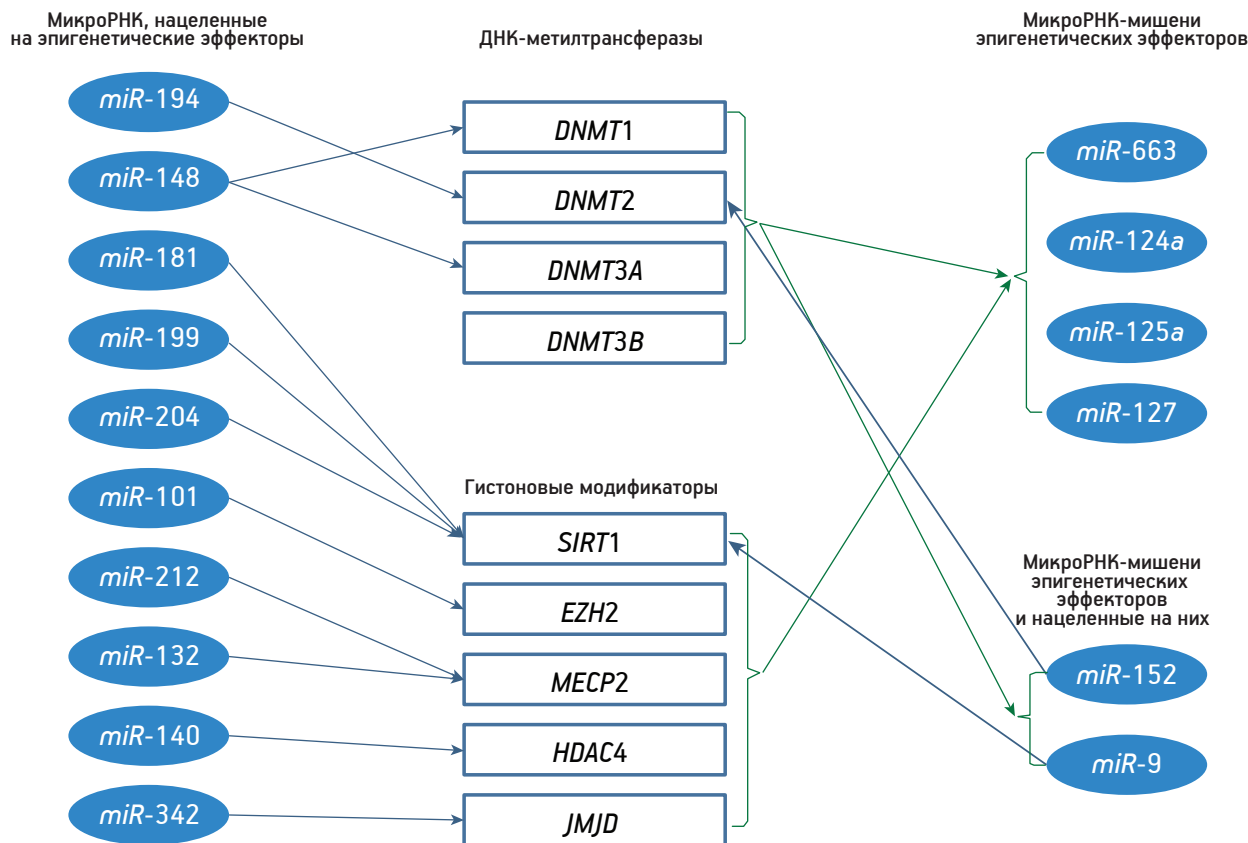 МикроРНК, нацеленные
на эпигенетические эффекторы
miR-194
miR-148
miR-181
miR-199
miR-204
miR-101
miR-212
miR-132
miR-140
miR-342
ДНК-метилтрансферазы
DNMT1
DNMT2
DNMT3A
DNMT3B
Гистоновые модификаторы
SIRT1
EZH2
MECP2
HDAC4
JMJD
МикроРНК-мишени
эпигенетических эффекторов
miR-663
miR-124a
miR-125a
miR-127
МикроРНК-мишени
эпигенетических
эффекторов
и нацеленные на них
miR-152
miR-9